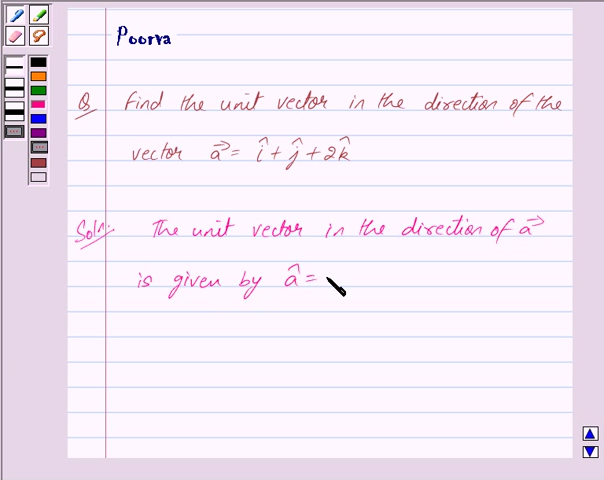 Poorva
Q Find the unit vector in the direction of the
vector a⃗ = î + ĵ + 2k̂
Soln: The unit vector in the direction of a⃗
is given by â =